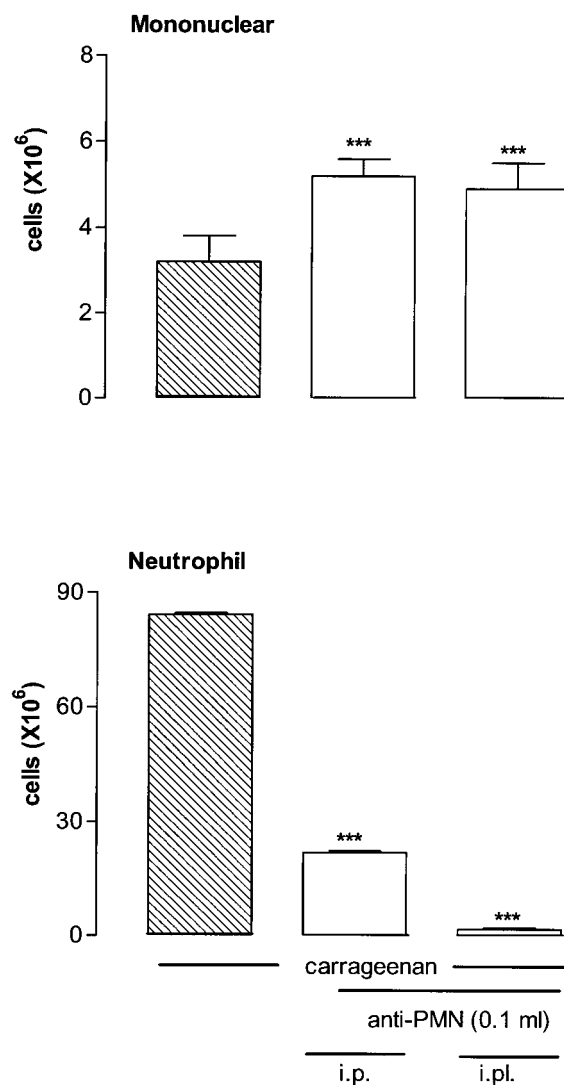 Mononuclear
8
6
4
2
0
cells (X10⁶)
***
***
Neutrophil
90
60
30
0
cells (X10⁶)
***
***
carrageenan
anti-PMN (0.1 ml)
i.p.
i.pl.